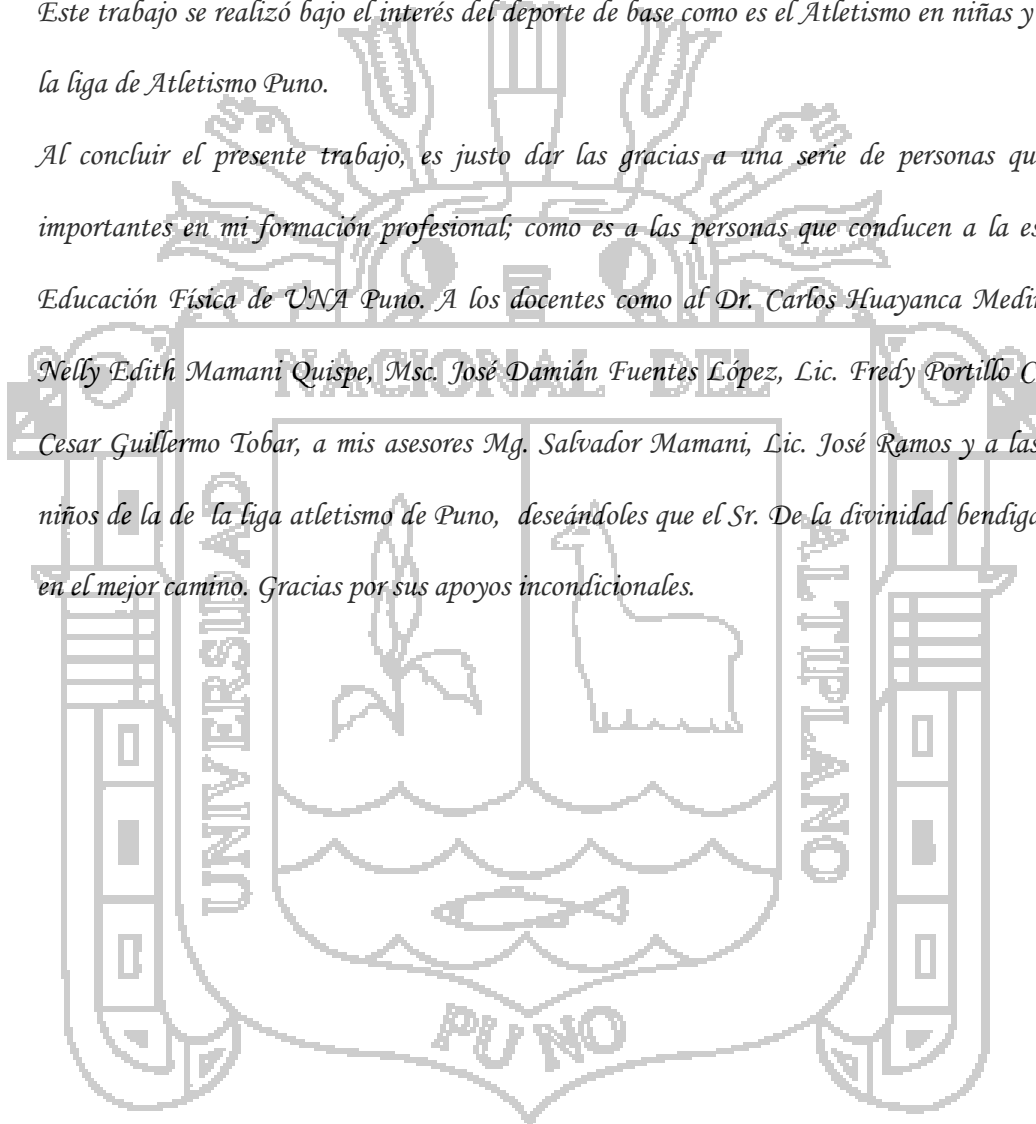 Este trabajo se realizó bajo el interés del deporte de base como es el Atletismo en niñas y
la liga de Atletismo Puno.
Al concluir el presente trabajo, es justo dar las gracias a una serie de personas qu
importantes en mi formación profesional; como es a las personas que conducen a la es
Educación Física de UNA Puno. A los docentes como al Dr. Carlos Huayanca Medin
Nelly Edith Mamani Quispe, Msc. José Damián Fuentes López, Lic. Fredy Portillo C
Cesar Guillermo Tobar, a mis asesores Mg. Salvador Mamani, Lic. José Ramos y a las
niños de la de la liga atletismo de Puno, deseándoles que el Sr. De la divinidad bendiga
en el mejor camino. Gracias por sus apoyos incondicionales.
NACIONAL DEL
UNIVERSIDAD
ALTIPLANO
PUNO